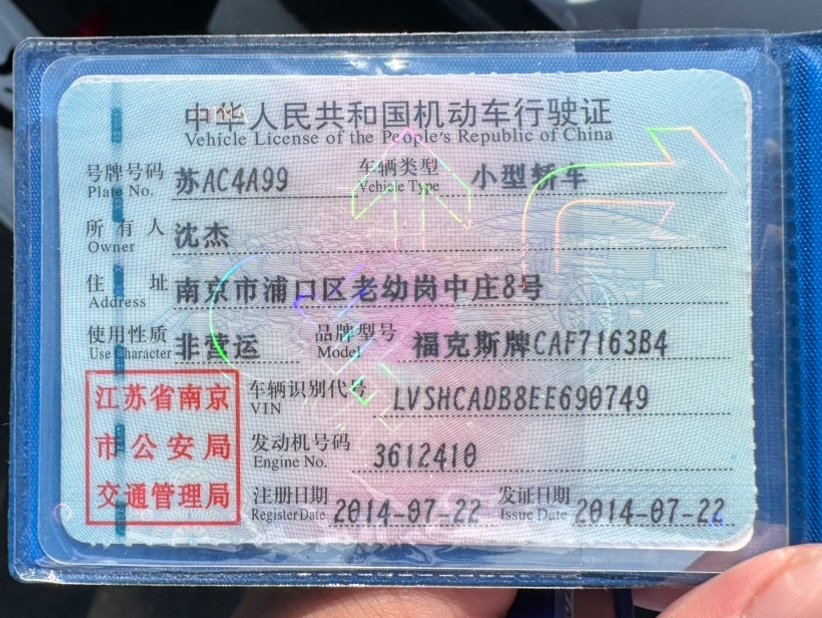 中华人民共和国机动车行驶证
Vehicle License of the People's Republic of China
号牌号码 苏AC4A99 车辆类型 小型轿车
Plate No. Vehicle Type
所有人 沈杰
Owner
住址 南京市浦口区老幼岗中庄8号
Address
使用性质 非营运 品牌型号 福克斯牌CAF7163B4
Use Character Model
江苏省南京
市公安局
交通管理局
车辆识别代号 LVSHCADB8EE690749
VIN
发动机号码 3612410
Engine No.
注册日期 2014-07-22 发证日期 2014-07-22
Register Date Issue Date